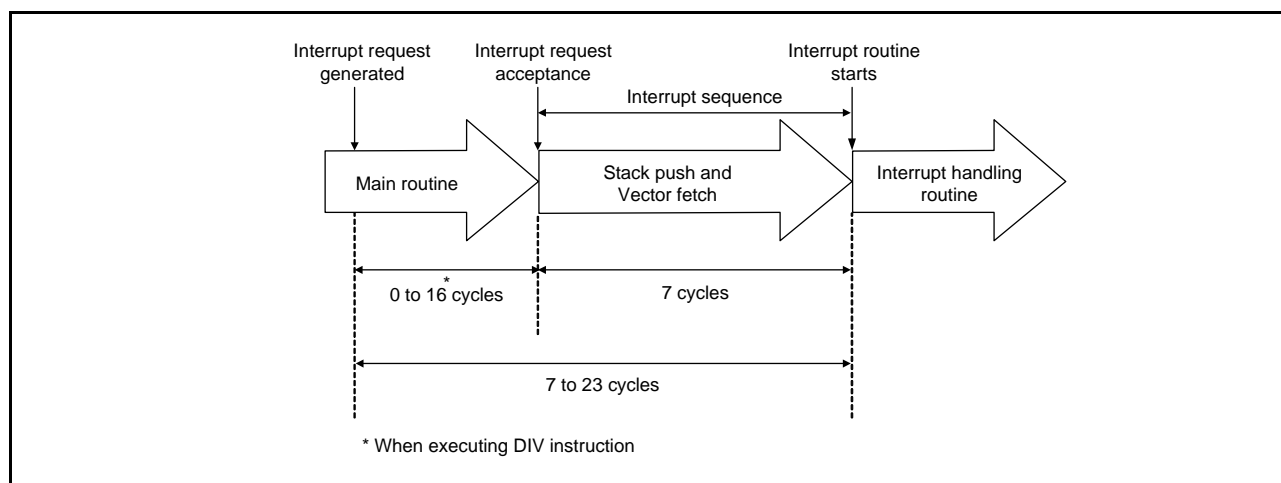 Interrupt request
generated
Interrupt request
acceptance
Interrupt routine
starts
Interrupt sequence
Main routine
Stack push and
Vector fetch
Interrupt handling
routine
*
0 to 16 cycles
7 cycles
7 to 23 cycles
* When executing DIV instruction